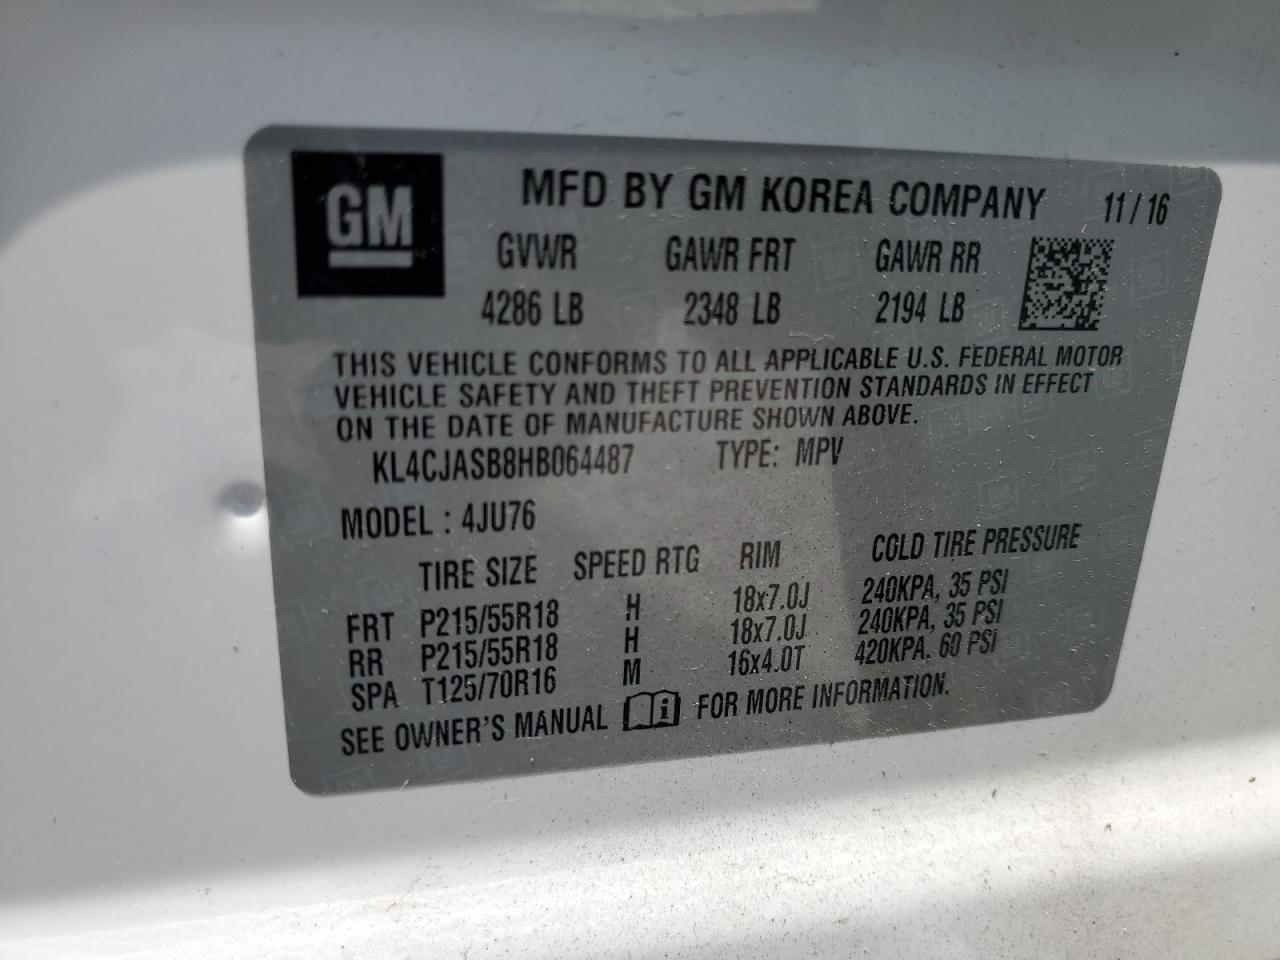 GM
MFD BY GM KOREA COMPANY 11/16
GVWR GAWR FRT GAWR RR
4286 LB 2348 LB 2194 LB
THIS VEHICLE CONFORMS TO ALL APPLICABLE U.S. FEDERAL MOTOR
VEHICLE SAFETY AND THEFT PREVENTION STANDARDS IN EFFECT
ON THE DATE OF MANUFACTURE SHOWN ABOVE.
KL4CJASB8HB064487 TYPE: MPV
MODEL : 4JU76
TIRE SIZE SPEED RTG RIM COLD TIRE PRESSURE
FRT P215/55R18 H 18x7.0J 240KPA, 35 PSI
RR P215/55R18 H 18x7.0J 240KPA, 35 PSI
SPA T125/70R16 M 16x4.0T 420KPA, 60 PSI
SEE OWNER'S MANUAL i FOR MORE INFORMATION.